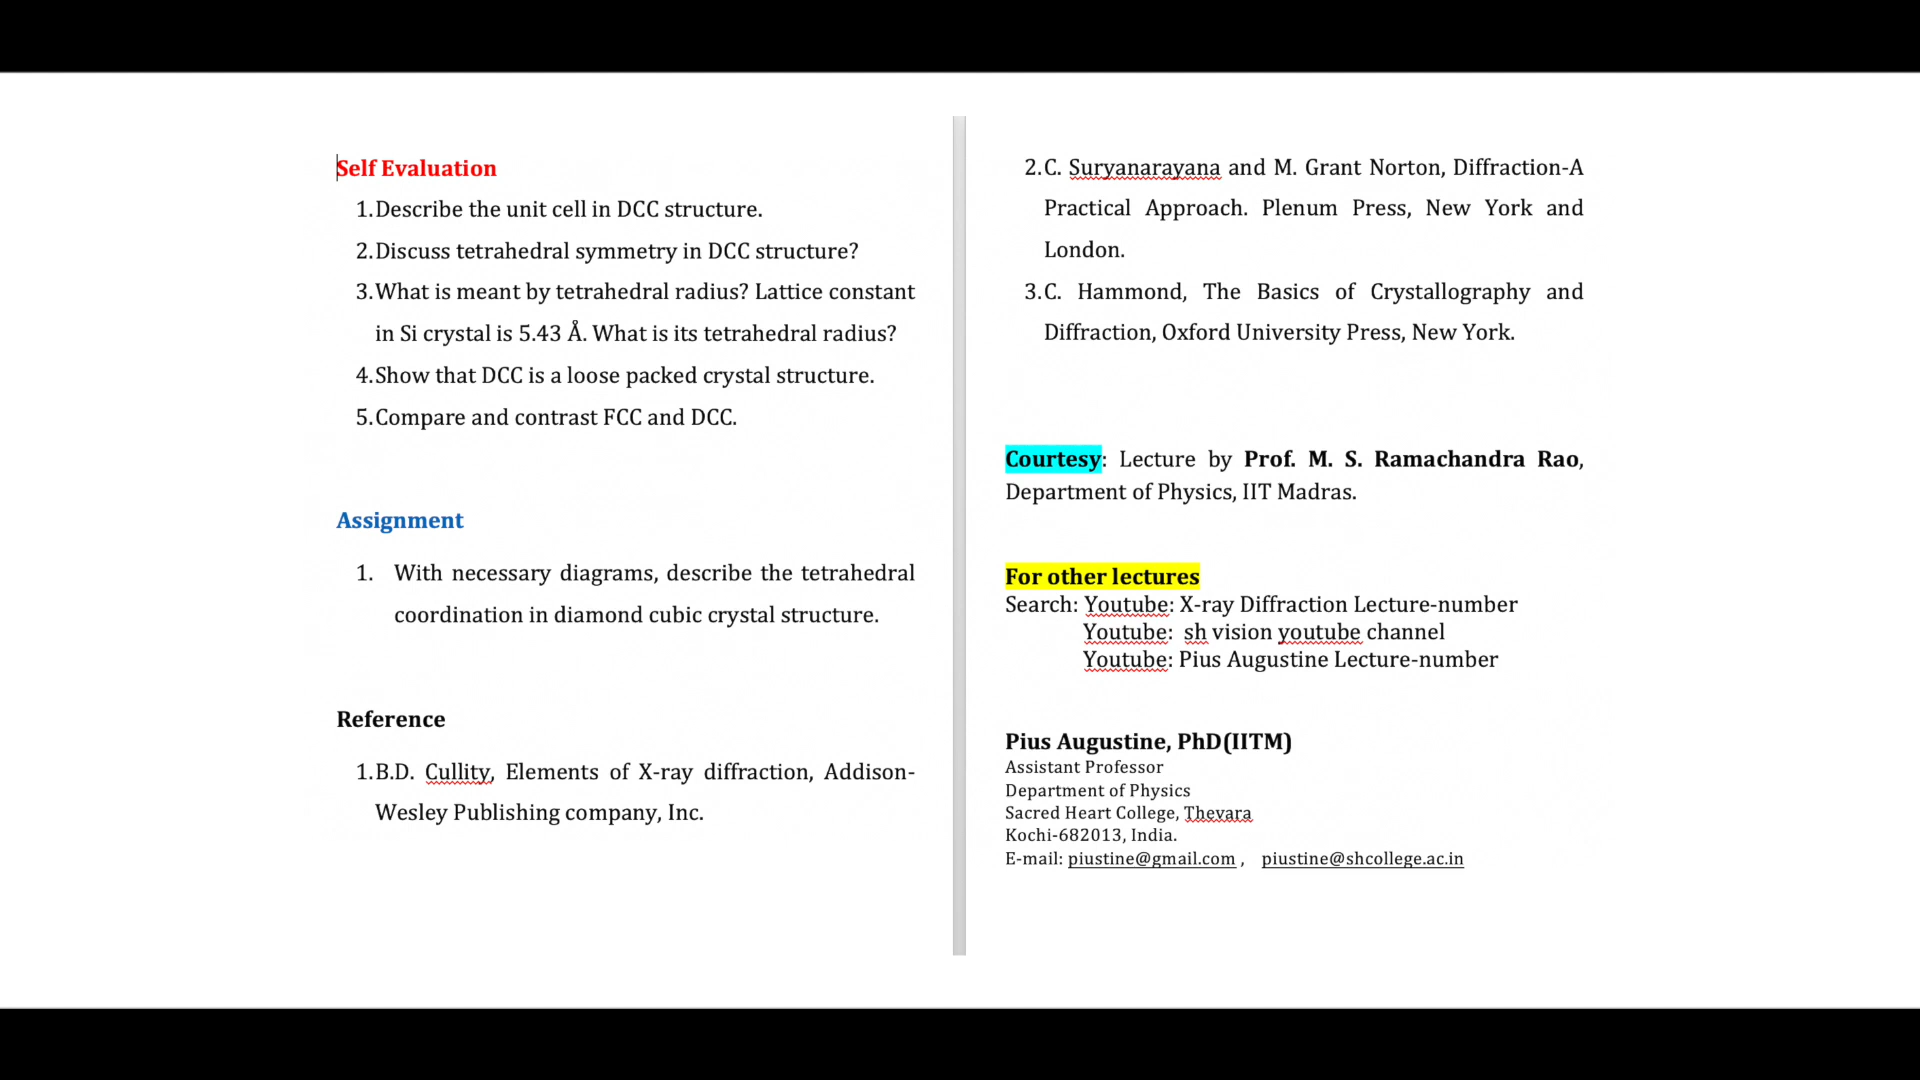 Self Evaluation
1.Describe the unit cell in DCC structure.
2.Discuss tetrahedral symmetry in DCC structure?
3.What is meant by tetrahedral radius? Lattice constant
in Si crystal is 5.43 Å. What is its tetrahedral radius?
4.Show that DCC is a loose packed crystal structure.
5.Compare and contrast FCC and DCC.
Assignment
1. With necessary diagrams, describe the tetrahedral
coordination in diamond cubic crystal structure.
Reference
1.B.D. Cullity, Elements of X-ray diffraction, Addison-
Wesley Publishing company, Inc.
2.C. Suryanarayana and M. Grant Norton, Diffraction-A
Practical Approach. Plenum Press, New York and
London.
3.C. Hammond, The Basics of Crystallography and
Diffraction, Oxford University Press, New York.
Courtesy: Lecture by Prof. M. S. Ramachandra Rao,
Department of Physics, IIT Madras.
For other lectures
Search: Youtube: X-ray Diffraction Lecture-number
Youtube: sh vision youtube channel
Youtube: Pius Augustine Lecture-number
Pius Augustine, PhD(IITM)
Assistant Professor
Department of Physics
Sacred Heart College, Thevara
Kochi-682013, India.
E-mail: piustine@gmail.com , piustine@shcollege.ac.in